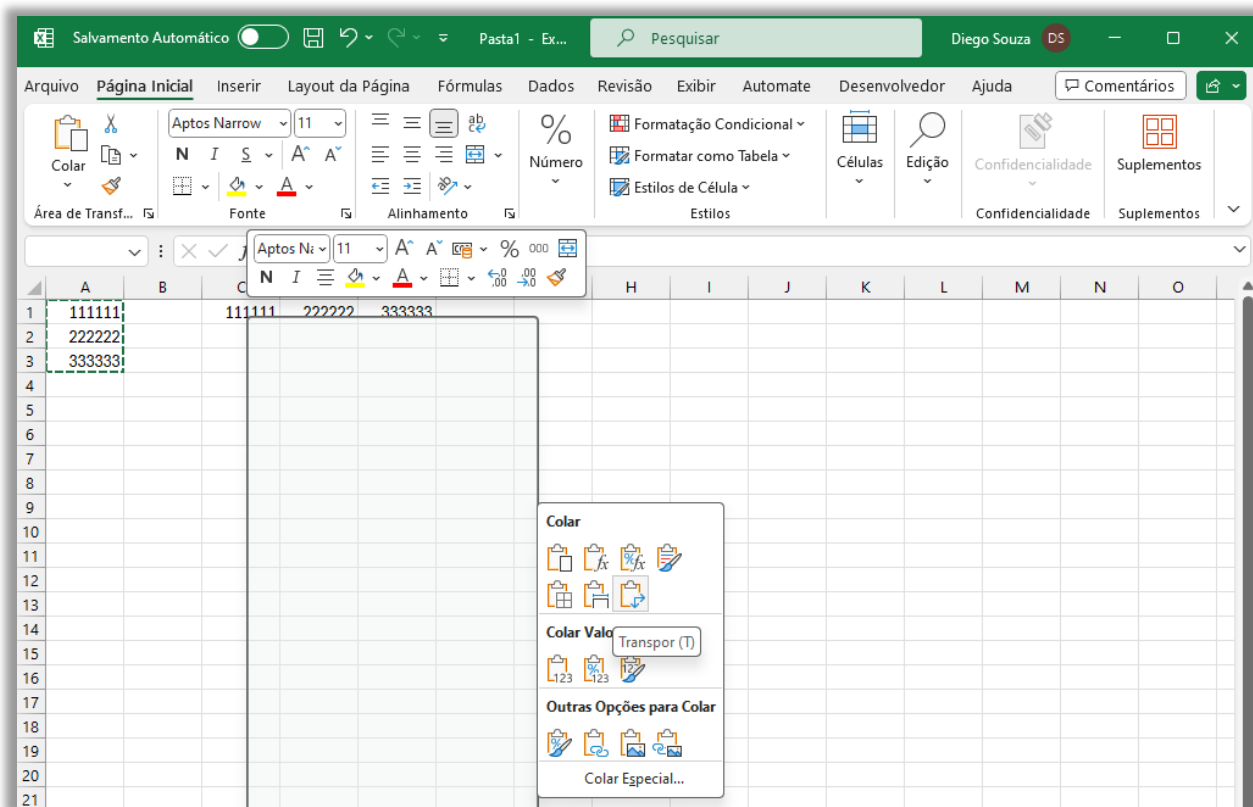 Salvamento Automático Pasta1 - Ex... Pesquisar Diego Souza DS
Arquivo Página Inicial Inserir Layout da Página Fórmulas Dados Revisão Exibir Automate Desenvolvedor Ajuda Comentários
Colar
Aptos Narrow 11
N I S A A
ab
Número
Formatação Condicional
Formatar como Tabela
Estilos de Célula
Células
Edição
Confidencialidade
Suplementos
Área de Transf... Fonte Alinhamento Estilos Confidencialidade Suplementos
Aptos Na 11 A A % 000
N I A
A B C H I J K L M N O
1 111111 111111 222222 333333
2 222222
3 333333
4
5
6
7
8
9
10
11
12
13
14
15
16
17
18
19
20
21
Colar
Transpor (T)
Colar Valo
Outras Opções para Colar
Colar Especial...